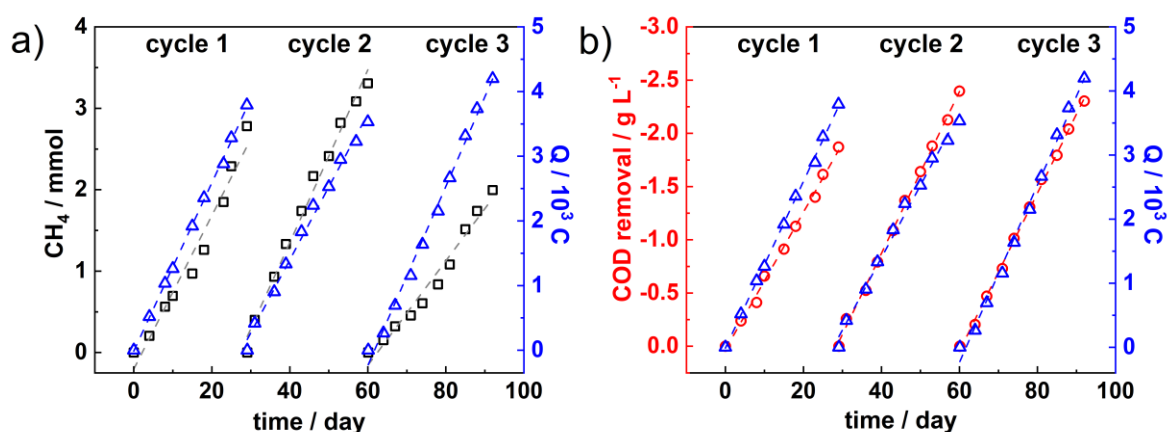 a)
cycle 1 cycle 2 cycle 3
CH₄ / mmol
4
3
2
1
0
Q / 10³ C
5
4
3
2
1
0
0 20 40 60 80 100
time / day
b)
cycle 1 cycle 2 cycle 3
COD removal / g L⁻¹
-3.0
-2.5
-2.0
-1.5
-1.0
-0.5
0.0
Q / 10³ C
5
4
3
2
1
0
0 20 40 60 80 100
time / day